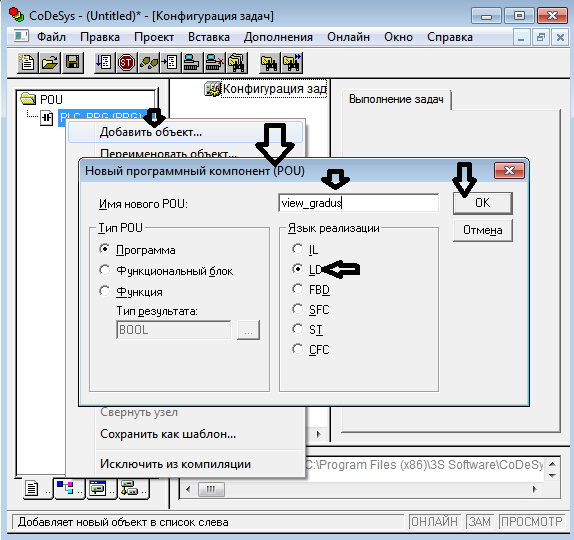 CoDeSys - (Untitled)* - [Конфигурация задач]
Файл Правка Проект Вставка Дополнения Онлайн Окно Справка
POU
PLC_PRG (PRG)
Конфигурация зад
Выполнение задач
Добавить объект...
Переименовать объект...
Новый программный компонент (POU)
Имя нового POU:
view_gradus
OK
Отмена
Тип POU
Программа
Функциональный блок
Функция
Тип результата:
BOOL
...
Язык реализации
IL
LD
FBD
SFC
ST
CFC
Свернуть узел
Сохранить как шаблон...
Исключить из компиляции
C:\Program Files (x86)\3S Software\CoDeSy
Добавляет новый объект в список слева
ОНЛАЙН ЗАМ ПРОСМОТР